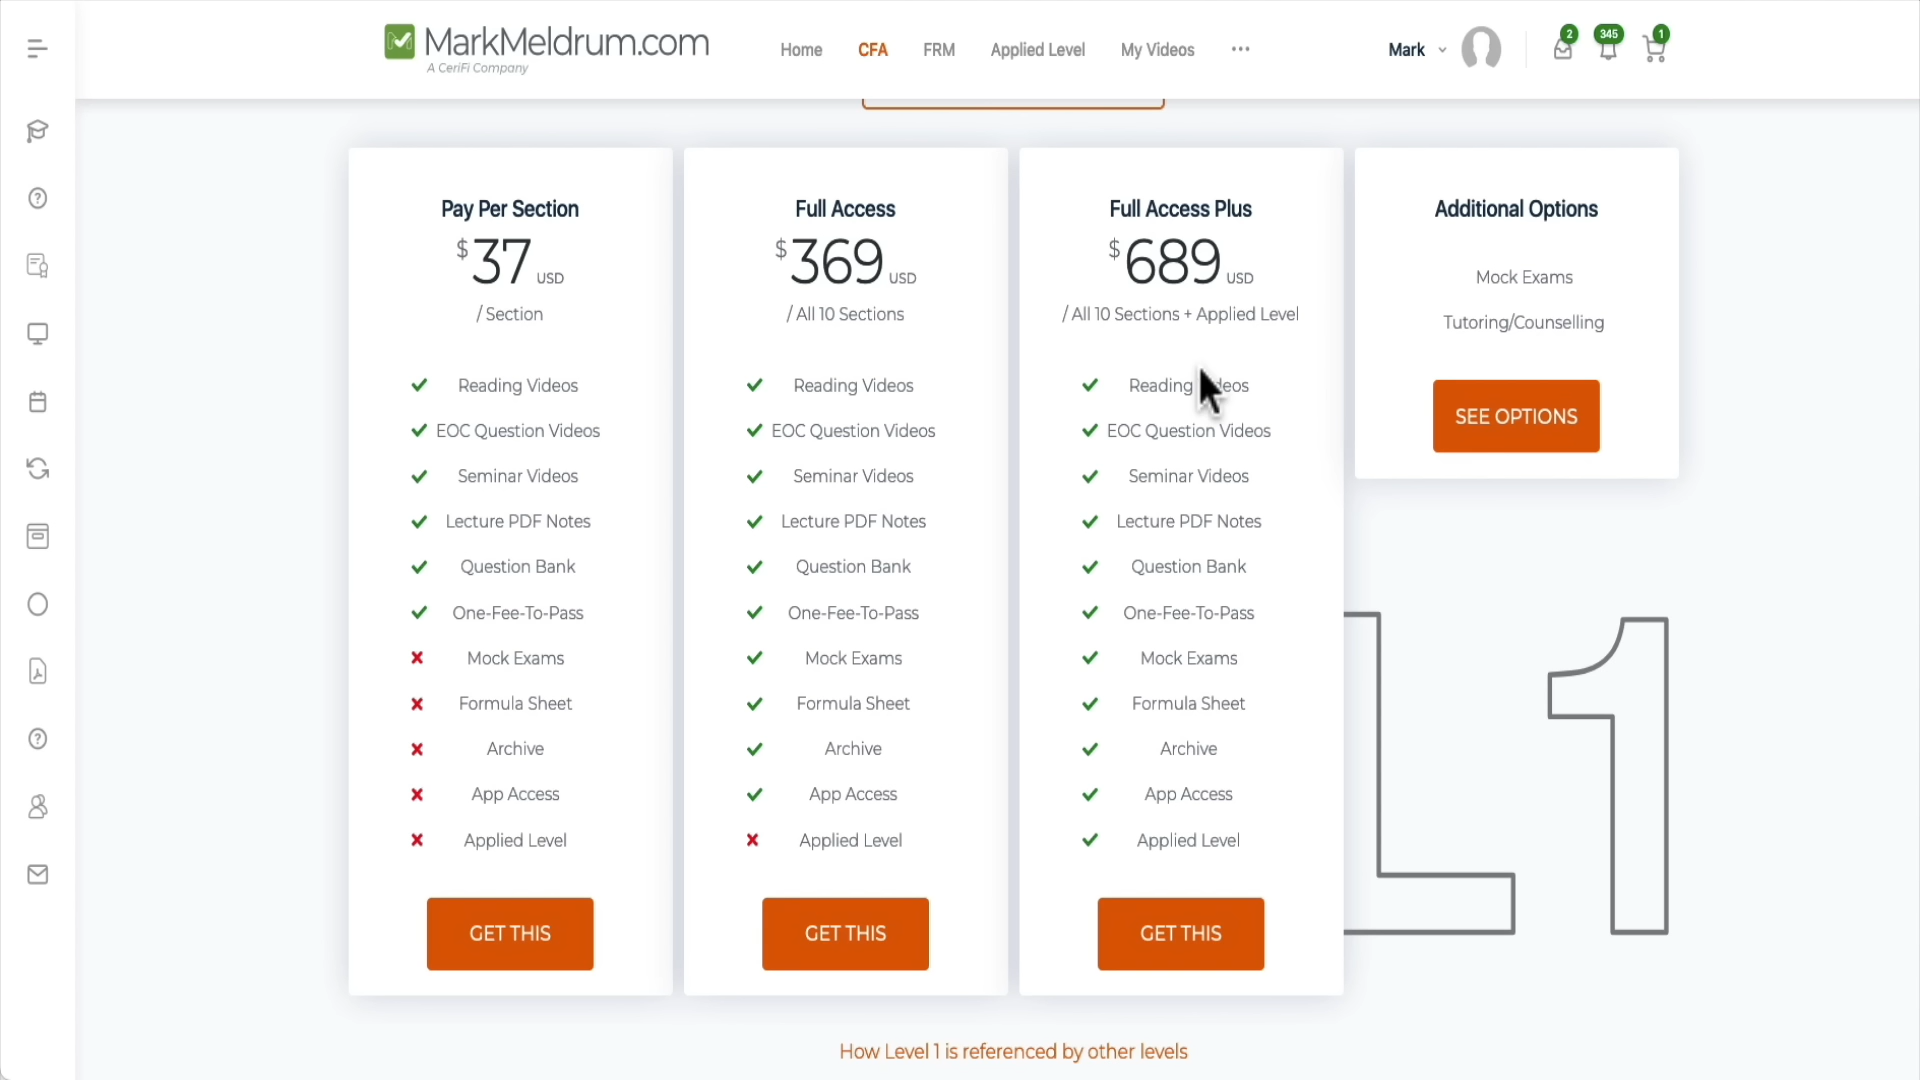 MarkMeldrum.com
A CeriFi Company
Home
CFA
FRM
Applied Level
My Videos
Mark
2
345
1
Pay Per Section
$37 USD
/ Section
Reading Videos
EOC Question Videos
Seminar Videos
Lecture PDF Notes
Question Bank
One-Fee-To-Pass
Mock Exams
Formula Sheet
Archive
App Access
Applied Level
GET THIS
Full Access
$369 USD
/ All 10 Sections
Reading Videos
EOC Question Videos
Seminar Videos
Lecture PDF Notes
Question Bank
One-Fee-To-Pass
Mock Exams
Formula Sheet
Archive
App Access
Applied Level
GET THIS
Full Access Plus
$689 USD
/ All 10 Sections + Applied Level
Reading Videos
EOC Question Videos
Seminar Videos
Lecture PDF Notes
Question Bank
One-Fee-To-Pass
Mock Exams
Formula Sheet
Archive
App Access
Applied Level
GET THIS
Additional Options
Mock Exams
Tutoring/Counselling
SEE OPTIONS
L1
How Level 1 is referenced by other levels